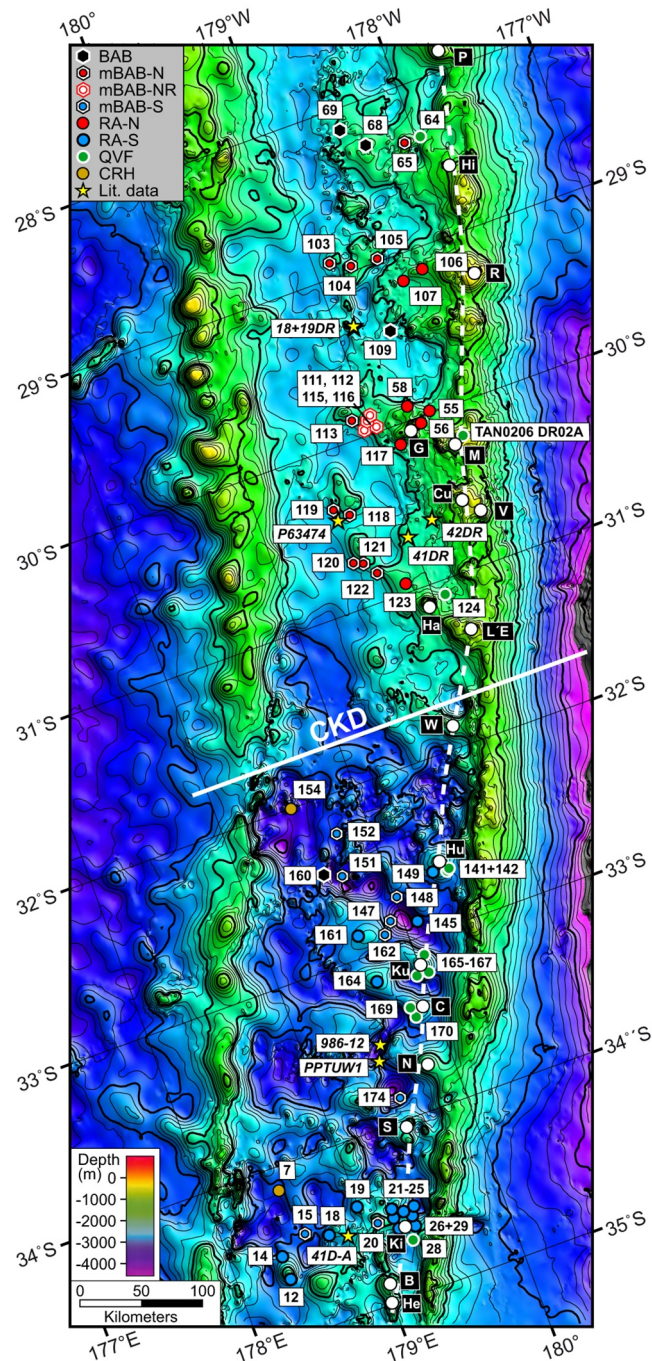 180°
179°W
178°W
177°W
BAB
mBAB-N
mBAB-NR
mBAB-S
RA-N
RA-S
QVF
CRH
Lit. data
P
69
68
64
65
Hi
29°S
28°S
103
105
104
106
107
R
18+19DR
109
30°S
29°S
111, 112
115, 116
58
55
56
TAN0206 DR02A
113
117
G
M
Cu
V
119
118
P63474
42DR
41DR
31°S
30°S
121
120
122
123
124
Ha
L´E
32°S
31°S
CKD
W
154
152
Hu
151
149
141+142
160
148
33°S
32°S
147
145
161
162
165-167
Ku
164
169
C
170
986-12
34°´S
PPTUW1
N
33°S
174
S
7
19
21-25
15
18
26+29
35°S
20
Ki
28
34°S
14
41D-A
12
B
He
Depth
(m)
0
-1000
-2000
-3000
-4000
0 50 100
Kilometers
177°E
178°E
179°E
180°